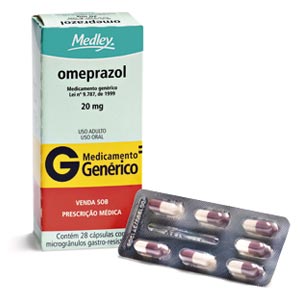 Medley.
omeprazol
Medicamento genérico
Lei nº 9.787, de 1999
20 mg
USO ADULTO
USO ORAL
G Medicamento
Genérico
VENDA SOB
PRESCRIÇÃO MÉDICA
Contém 28 cápsulas com
microgrânulos gastro-resis